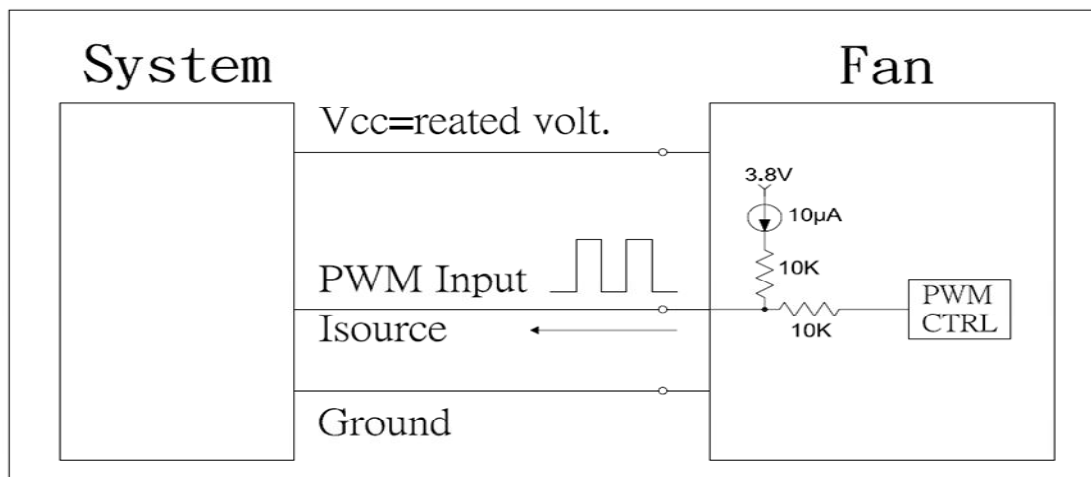 System
Fan
Vcc=reated volt.
3.8V
10µA
10K
PWM Input
PWM
CTRL
10K
Isource
Ground